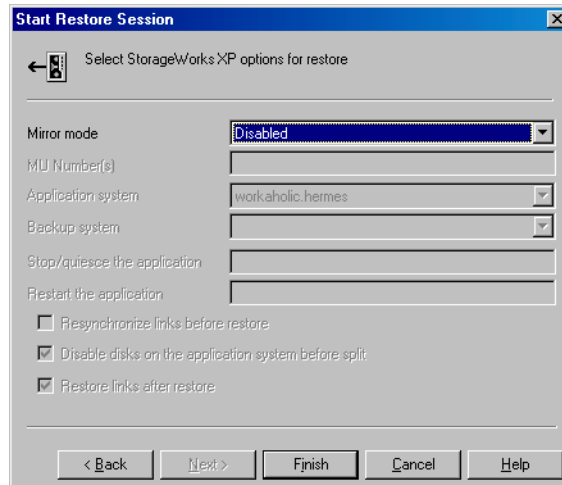 Start Restore Session
Select StorageWorks XP options for restore
Mirror mode Disabled
MU Number(s)
Application system workaholic.hermes
Backup system
Stop/quiesce the application
Restart the application
Resynchronize links before restore
Disable disks on the application system before split
Restore links after restore
< Back Next > Finish Cancel Help